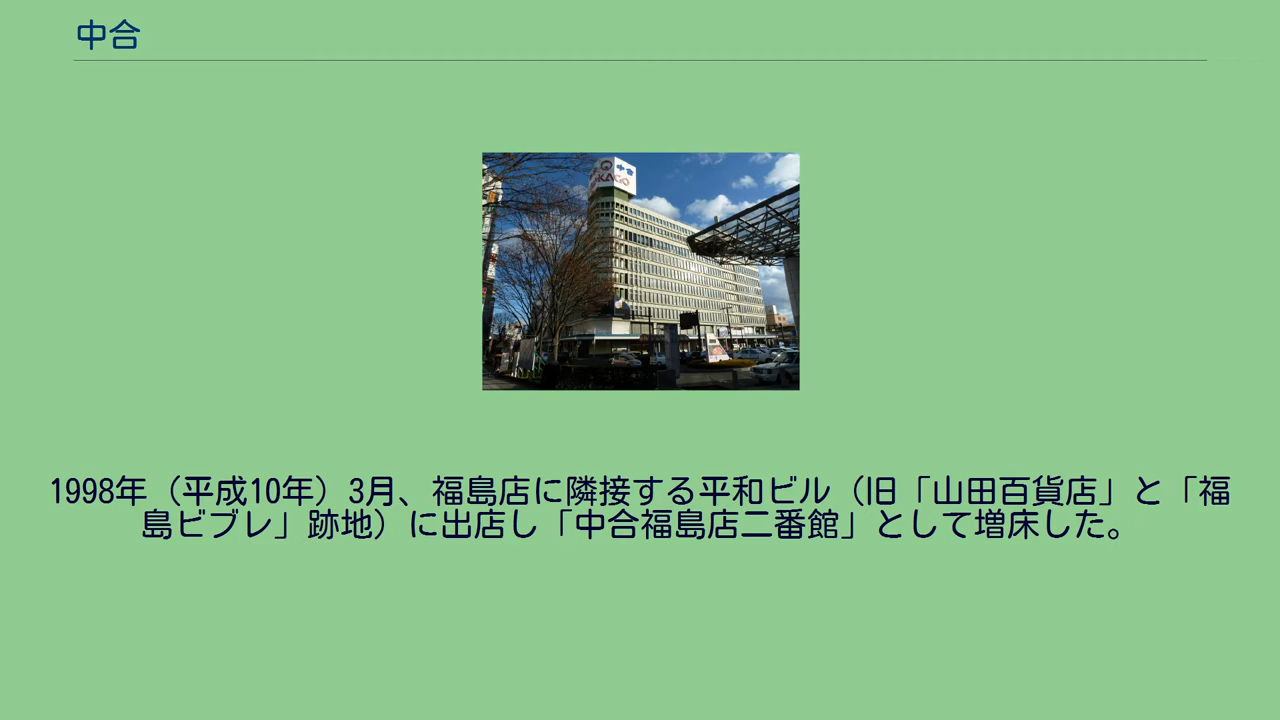 中合
中合
1998年（平成10年）3月、福島店に隣接する平和ビル（旧「山田百貨店」と「福
島ビブレ」跡地）に出店し「中合福島店二番館」として増床した。